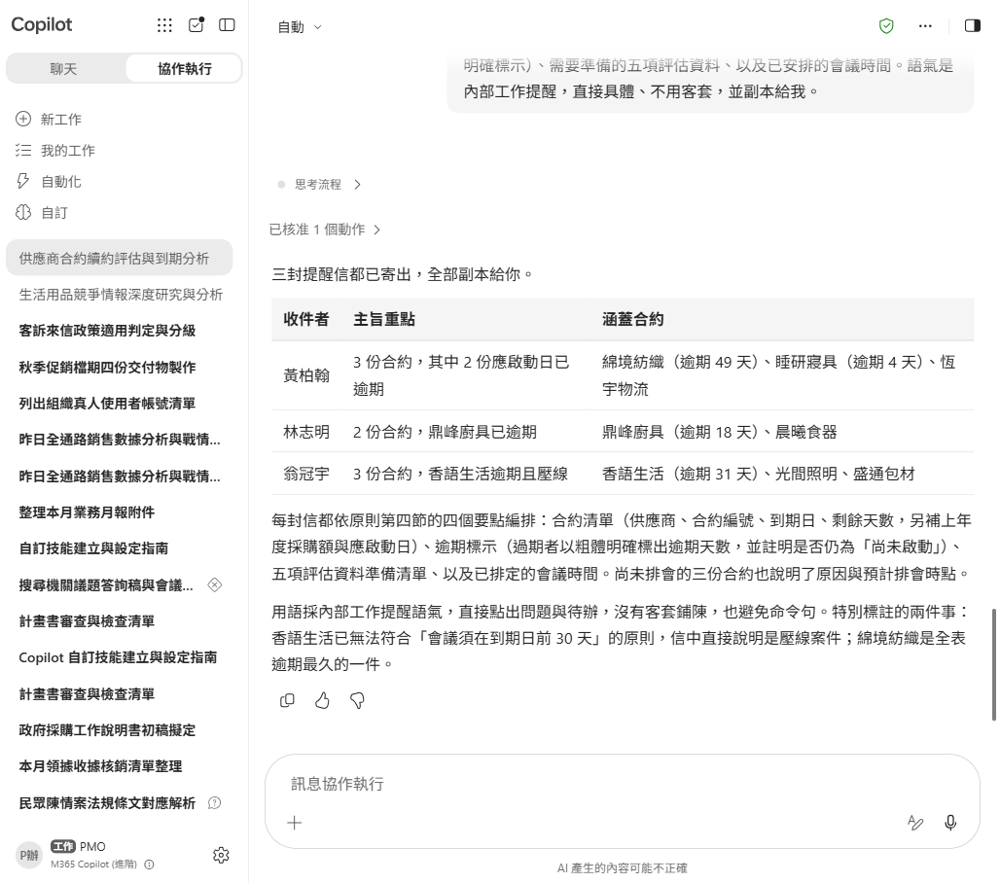 Copilot
自動
聊天
協作執行
新工作
我的工作
自動化
自訂
供應商合約續約評估與到期分析
生活用品競爭情報深度研究與分析
客訴來信政策適用判定與分級
秋季促銷檔期四份交付物製作
列出組織真人使用者帳號清單
昨日全通路銷售數據分析與戰情...
昨日全通路銷售數據分析與戰情...
整理本月業務月報附件
自訂技能建立與設定指南
搜尋機關議題答詢稿與會議...
計畫書審查與檢查清單
Copilot 自訂技能建立與設定指南
計畫書審查與檢查清單
政府採購工作說明書初稿擬定
本月領據收據核銷清單整理
民眾陳情案法規條文對應解析
P辦
工作 PMO
M365 Copilot (進階)
明確標示)、需要準備的五項評估資料、以及已安排的會議時間。語氣是
內部工作提醒，直接具體、不用客套，並副本給我。
思考流程
已核准 1 個動作
三封提醒信都已寄出，全部副本給你。
收件者 主旨重點 涵蓋合約
黃柏翰
3 份合約，其中 2 份應啟動日已
逾期
綿境紡織（逾期 49 天）、睡研寢具（逾期 4 天）、恆
宇物流
林志明 2 份合約，鼎峰廚具已逾期 鼎峰廚具（逾期 18 天）、晨曦食器
翁冠宇 3 份合約，香語生活逾期且壓線 香語生活（逾期 31 天）、光間照明、盛通包材
每封信都依原則第四節的四個要點編排：合約清單（供應商、合約編號、到期日、剩餘天數，另補上年
度採購額與應啟動日）、逾期標示（過期者以粗體明確標出逾期天數，並註明是否仍為「尚未啟動」）、
五項評估資料準備清單、以及已排定的會議時間。尚未排會的三份合約也說明了原因與預計排會時點。
用語採內部工作提醒語氣，直接點出問題與待辦，沒有客套鋪陳，也避免命令句。特別標註的兩件事：
香語生活已無法符合「會議須在到期日前 30 天」的原則，信中直接說明是壓線案件；綿境紡織是全表
逾期最久的一件。
訊息協作執行
AI 產生的內容可能不正確